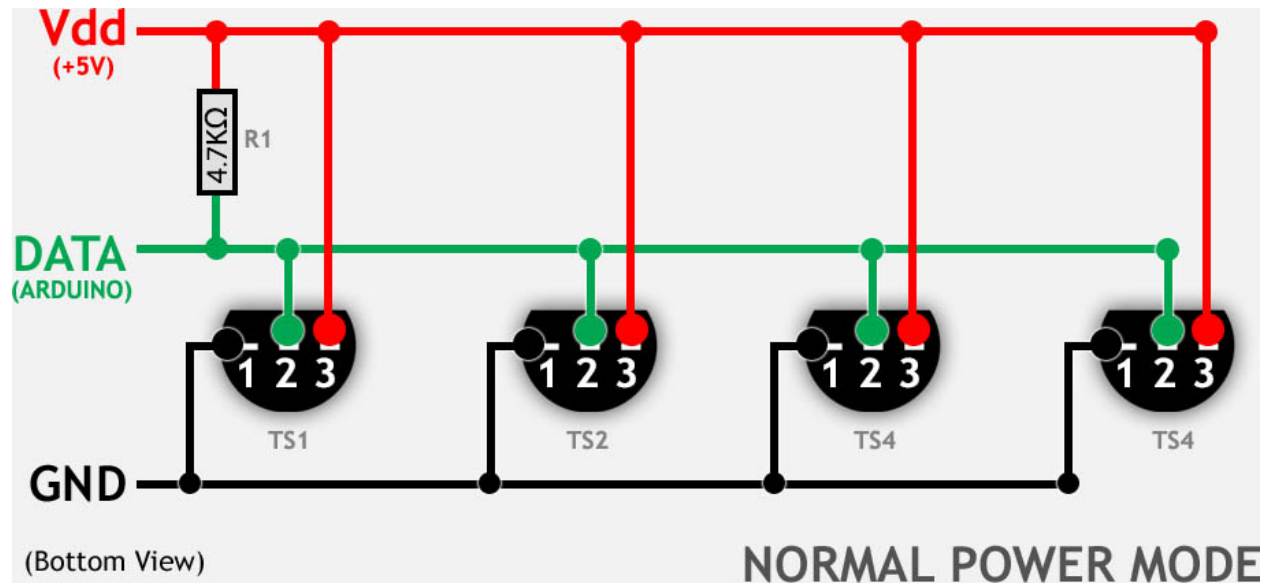 Vdd
(+5V)
4.7KΩ
R1
DATA
(ARDUINO)
1 2 3
1 2 3
1 2 3
1 2 3
TS1
TS2
TS4
TS4
GND
(Bottom View)
NORMAL POWER MODE